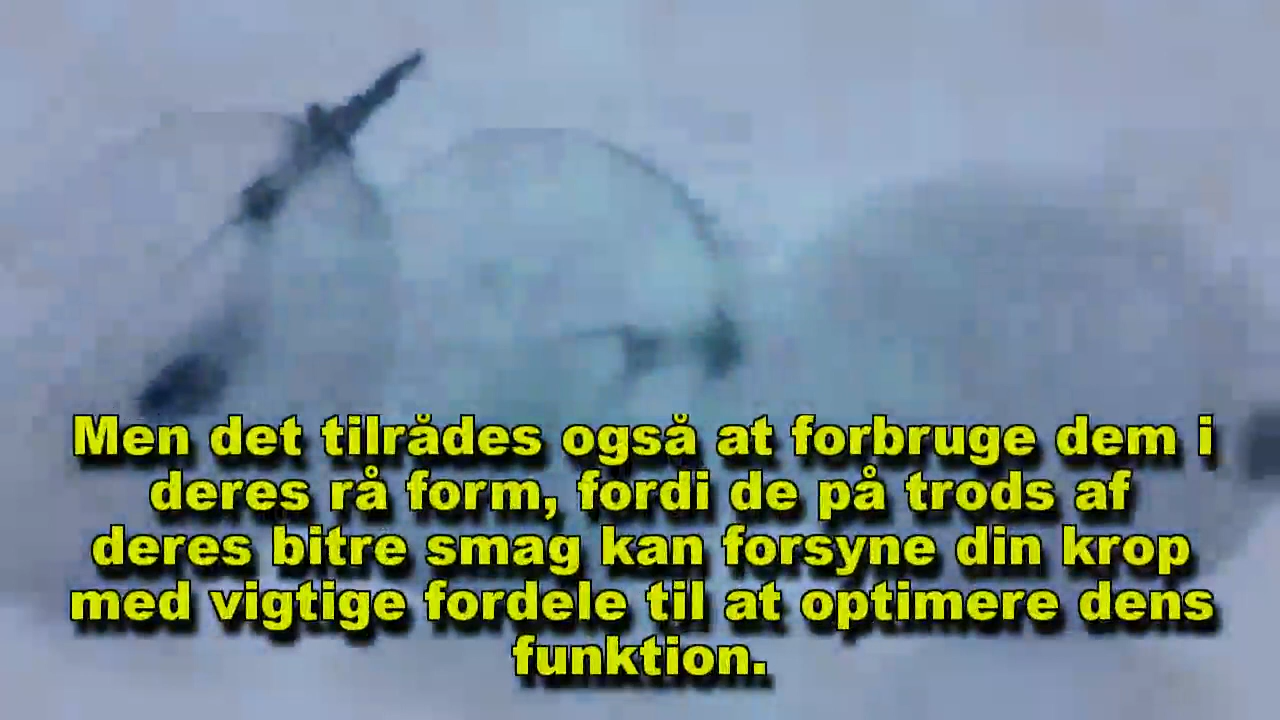 Men det tilrådes også at forbruge dem i
deres rå form, fordi de på trods af
deres bitre smag kan forsyne din krop
med vigtige fordele til at optimere dens
funktion.